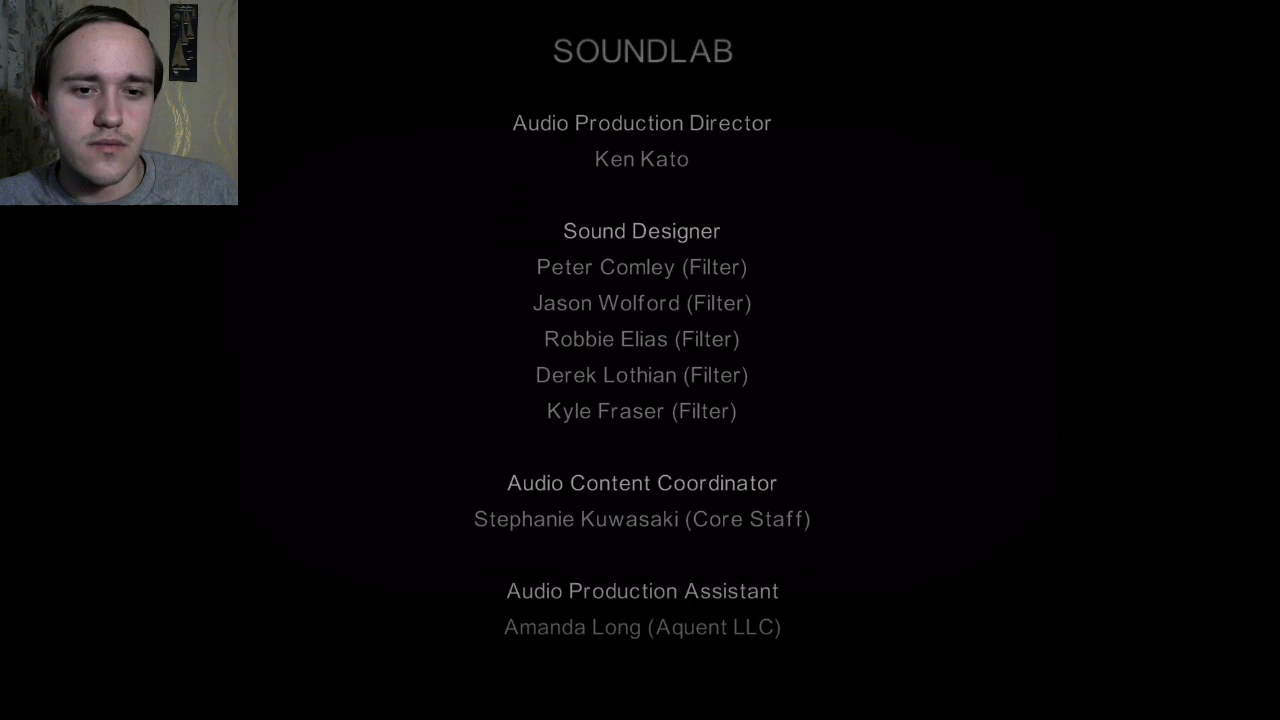 SOUNDLAB
Audio Production Director
Ken Kato
Sound Designer
Peter Comley (Filter)
Jason Wolford (Filter)
Robbie Elias (Filter)
Derek Lothian (Filter)
Kyle Fraser (Filter)
Audio Content Coordinator
Stephanie Kuwasaki (Core Staff)
Audio Production Assistant
Amanda Long (Aquent LLC)